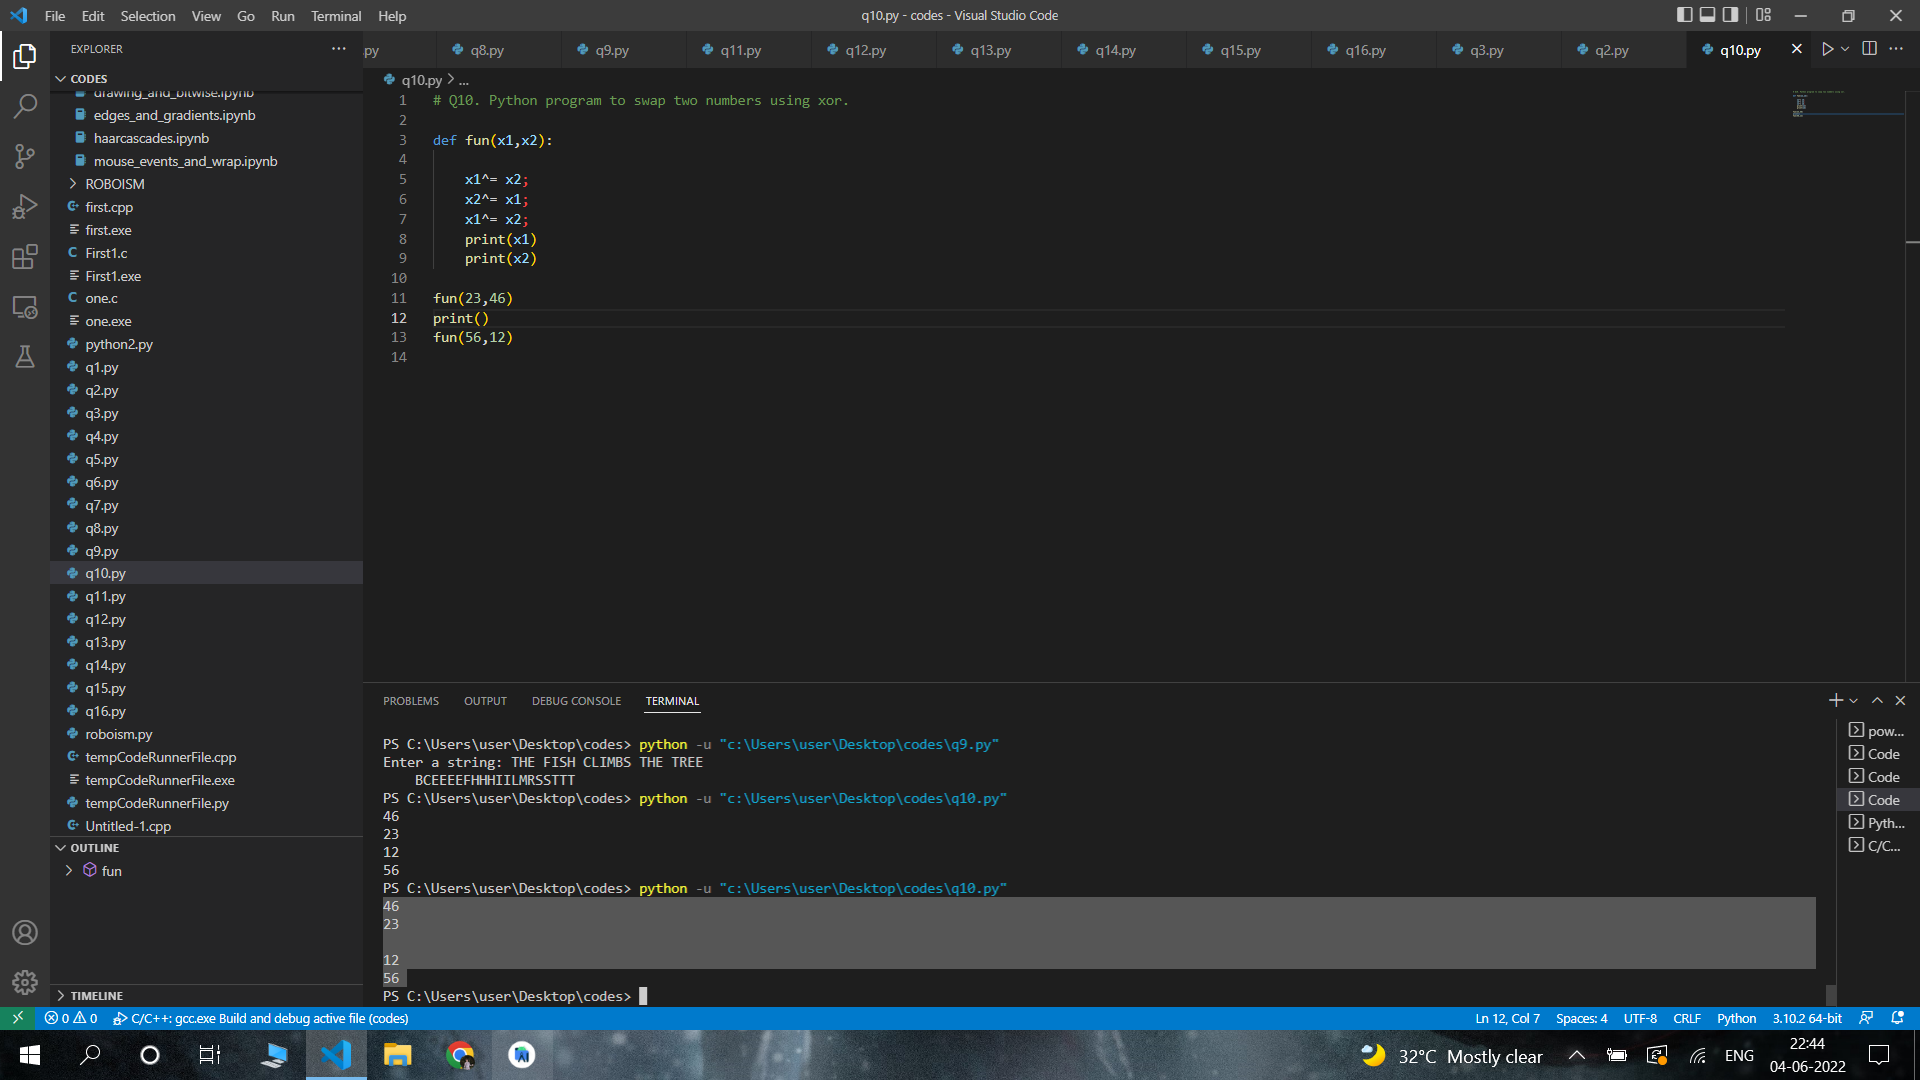 File Edit Selection View Go Run Terminal Help
q10.py - codes - Visual Studio Code
EXPLORER
.py q8.py q9.py q11.py q12.py q13.py q14.py q15.py q16.py q3.py q2.py q10.py
CODES
drawing_and_bitwise.ipynb
edges_and_gradients.ipynb
haarcascades.ipynb
mouse_events_and_wrap.ipynb
ROBOISM
first.cpp
first.exe
First1.c
First1.exe
one.c
one.exe
python2.py
q1.py
q2.py
q3.py
q4.py
q5.py
q6.py
q7.py
q8.py
q9.py
q10.py
q11.py
q12.py
q13.py
q14.py
q15.py
q16.py
roboism.py
tempCodeRunnerFile.cpp
tempCodeRunnerFile.exe
tempCodeRunnerFile.py
Untitled-1.cpp
OUTLINE
fun
TIMELINE
q10.py > ...
1 # Q10. Python program to swap two numbers using xor.
2
3 def fun(x1,x2):
4
5 x1^= x2;
6 x2^= x1;
7 x1^= x2;
8 print(x1)
9 print(x2)
10
11 fun(23,46)
12 print()
13 fun(56,12)
14
PROBLEMS OUTPUT DEBUG CONSOLE TERMINAL
PS C:\Users\user\Desktop\codes> python -u "c:\Users\user\Desktop\codes\q9.py"
Enter a string: THE FISH CLIMBS THE TREE
BCEEEEFHHHIILMRSSTTT
PS C:\Users\user\Desktop\codes> python -u "c:\Users\user\Desktop\codes\q10.py"
46
23
12
56
PS C:\Users\user\Desktop\codes> python -u "c:\Users\user\Desktop\codes\q10.py"
46
23
12
56
PS C:\Users\user\Desktop\codes>
pow...
Code
Code
Code
Pyth...
C/C...
0 0 C/C++: gcc.exe Build and debug active file (codes)
Ln 12, Col 7 Spaces: 4 UTF-8 CRLF Python 3.10.2 64-bit
32°C Mostly clear ENG
22:44
04-06-2022